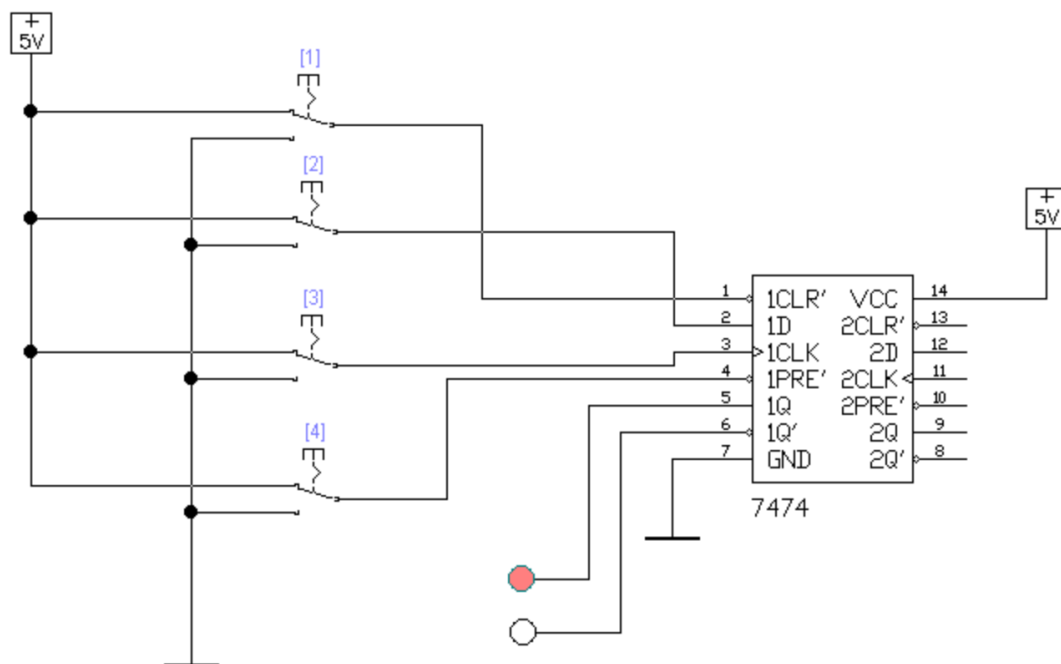 +
5V
[1]
[2]
+
5V
[3]
[4]
1 1CLR' VCC 14
2 1D 2CLR' 13
3 1CLK 2D 12
4 1PRE' 2CLK 11
5 1Q 2PRE' 10
6 1Q' 2Q 9
7 GND 2Q' 8
7474